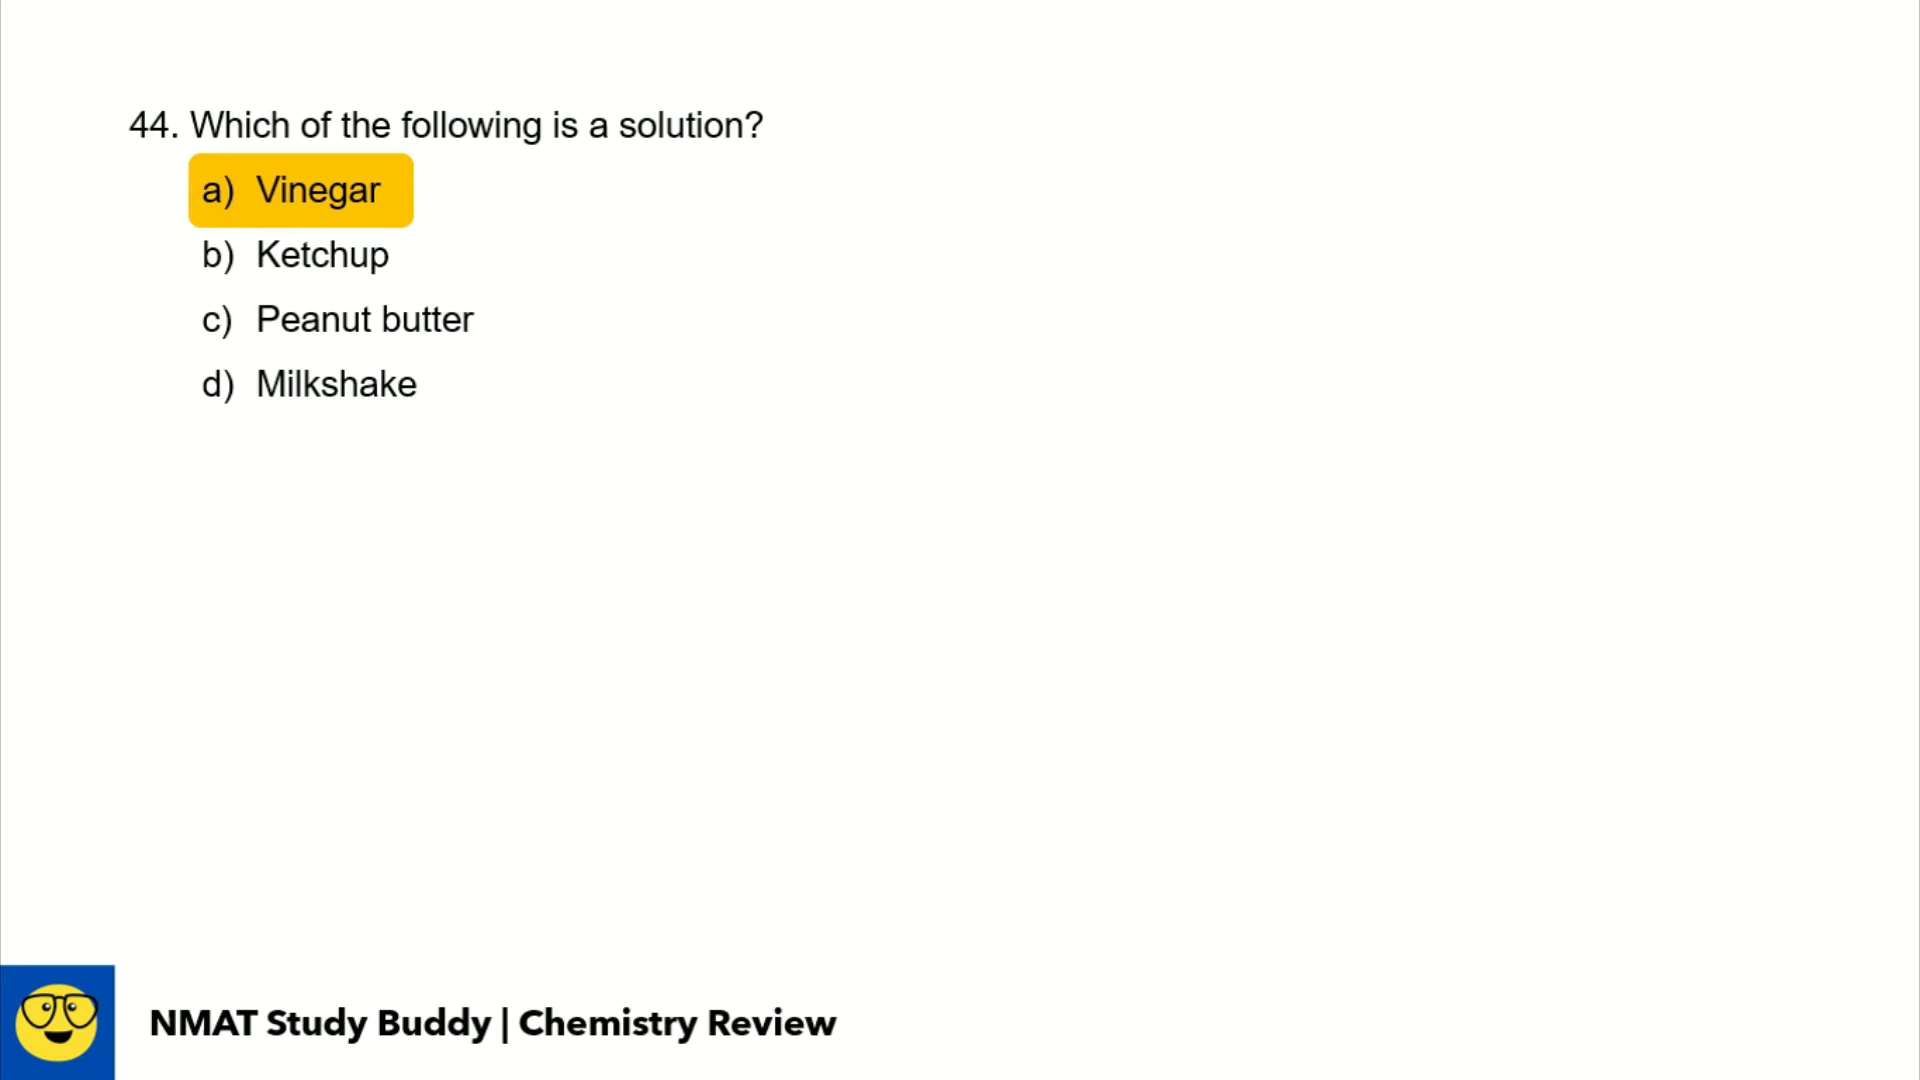 44. Which of the following is a solution?
a) Vinegar
b) Ketchup
c) Peanut butter
d) Milkshake
NMAT Study Buddy | Chemistry Review